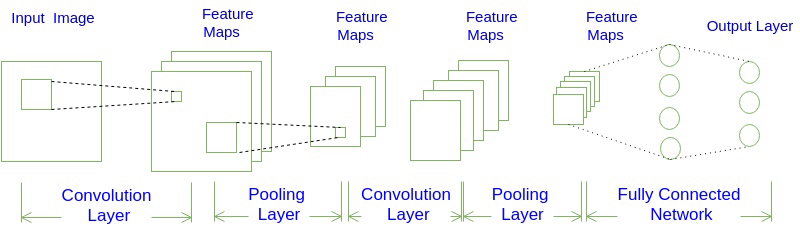 Input  Image
Feature
Maps
Feature
Maps
Feature
Maps
Feature
Maps
Output Layer
Convolution
Layer
Pooling
Layer
Convolution
Layer
Pooling
Layer
Fully Connected
Network